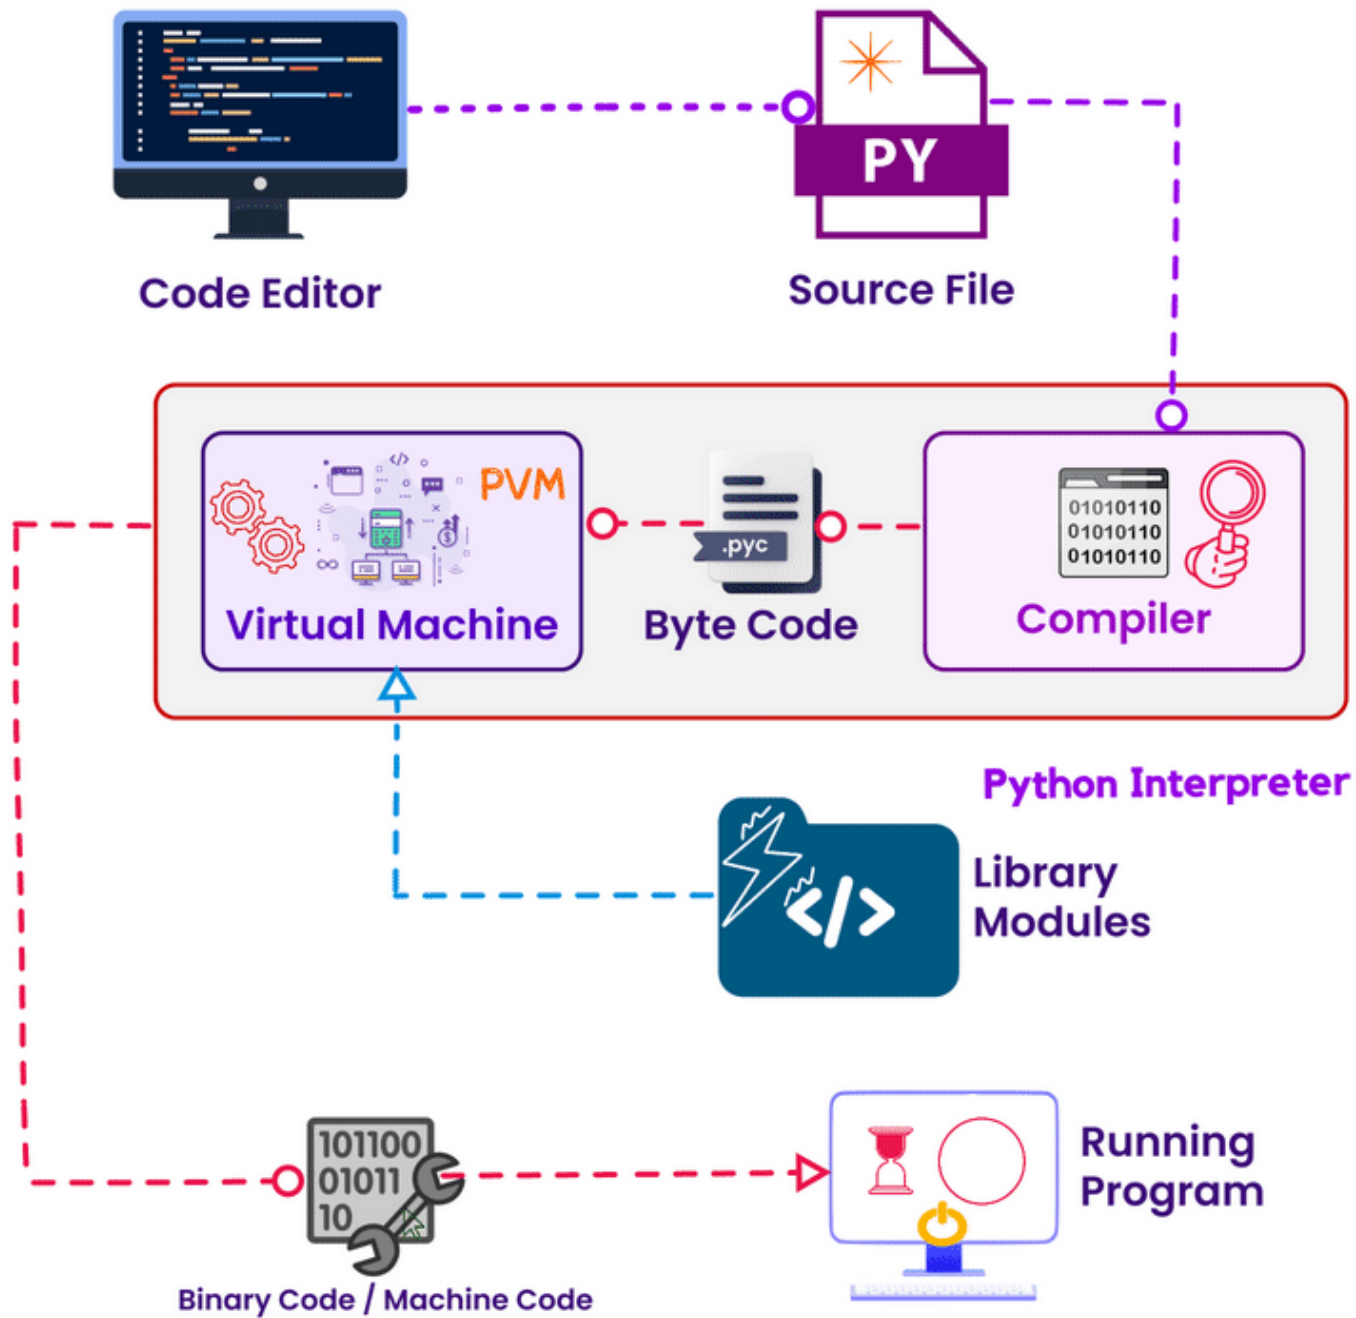 PY
Code Editor
Source File
PVM
.pyc
01010110
01010110
01010110
Virtual Machine
Byte Code
Compiler
Python Interpreter
</>
Library
Modules
101100
01011
10
Binary Code / Machine Code
Running
Program